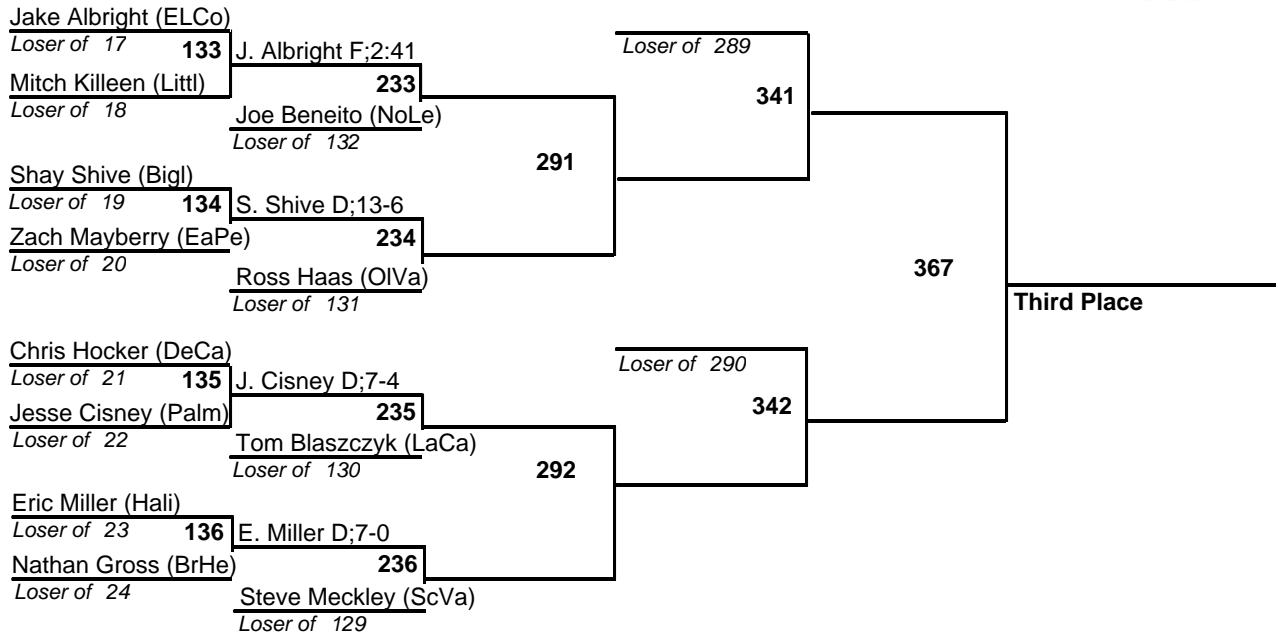 Jake Albright (ELCo)
Loser of 17
133
J. Albright F;2:41
Loser of 289
Mitch Killeen (Littl)
233
341
Loser of 18
Joe Beneito (NoLe)
Loser of 132
291
Shay Shive (Bigl)
Loser of 19
134
S. Shive D;13-6
Zach Mayberry (EaPe)
234
Loser of 20
367
Ross Haas (OlVa)
Loser of 131
Third Place
Chris Hocker (DeCa)
Loser of 21
135
J. Cisney D;7-4
Loser of 290
Jesse Cisney (Palm)
235
342
Loser of 22
Tom Blaszczyk (LaCa)
Loser of 130
292
Eric Miller (Hali)
Loser of 23
136
E. Miller D;7-0
Nathan Gross (BrHe)
236
Loser of 24
Steve Meckley (ScVa)
Loser of 129